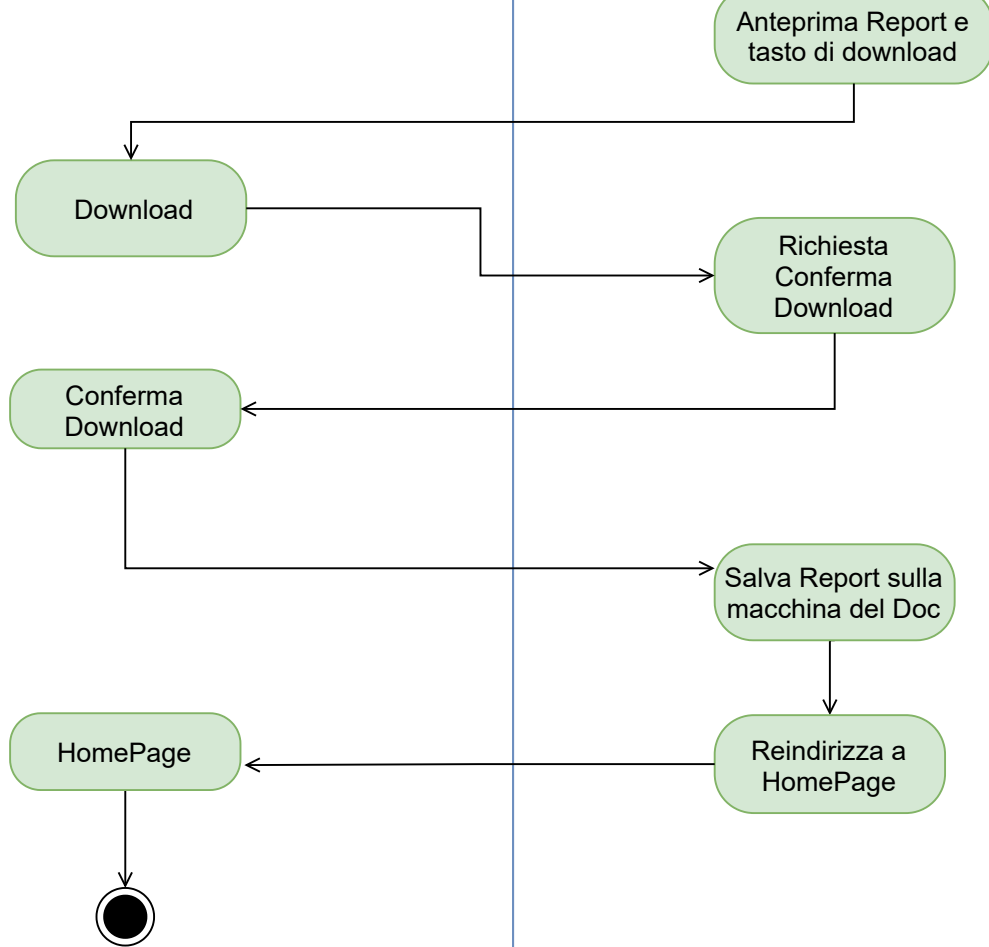 Anteprima Report e
tasto di download
Download
Richiesta
Conferma
Download
Conferma
Download
Salva Report sulla
macchina del Doc
Reindirizza a
HomePage
HomePage